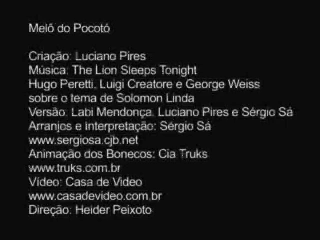 Melô do Pocotó
Criação: Luciano Pires
Música: The Lion Sleeps Tonight
Hugo Peretti, Luigi Creatore e George Weiss
sobre o tema de Solomon Linda
Versão: Labi Mendonça, Luciano Pires e Sérgio Sá
Arranjos e Interpretação: Sérgio Sá
www.sergiosa.cjb.net
Animação dos Bonecos: Cia Truks
www.truks.com.br
Vídeo: Casa de Video
www.casadevideo.com.br
Direção: Heider Peixoto